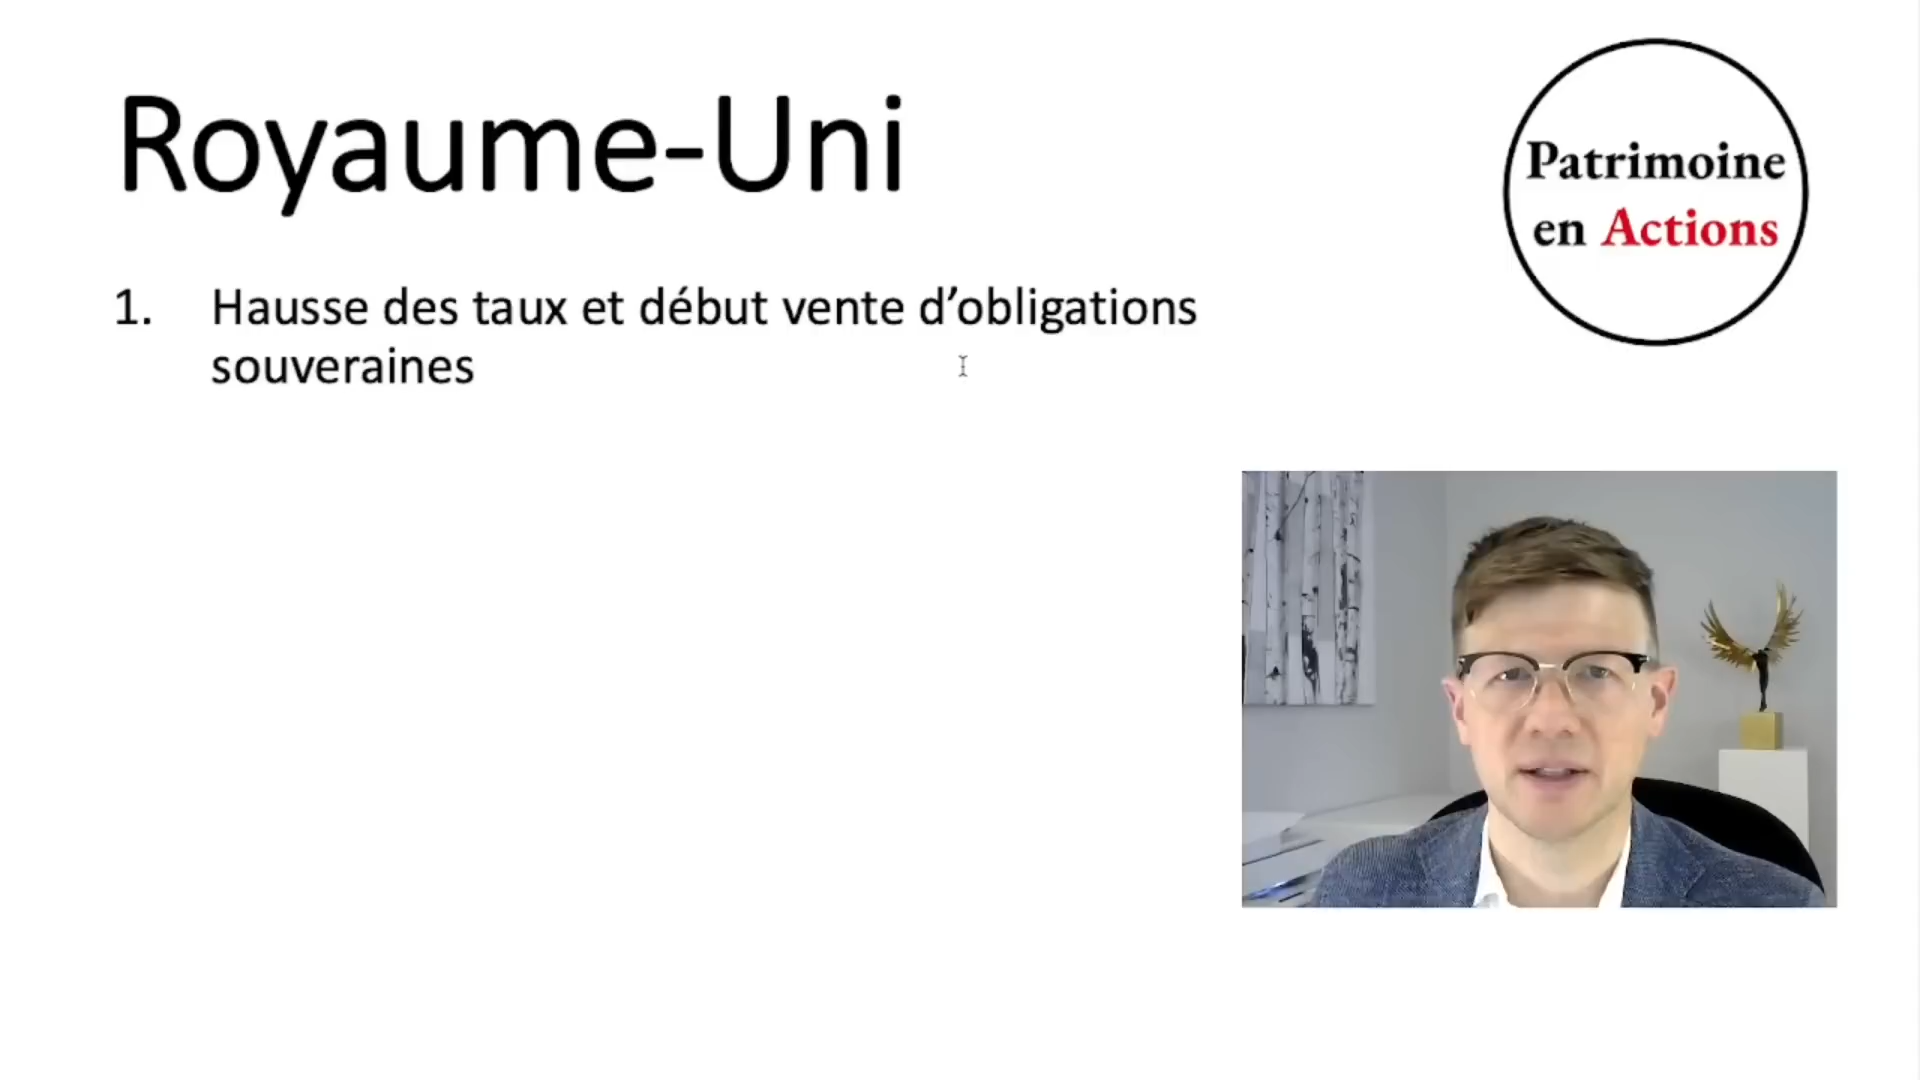 Royaume-Uni
Patrimoine
en Actions
1. Hausse des taux et début vente d’obligations
souveraines